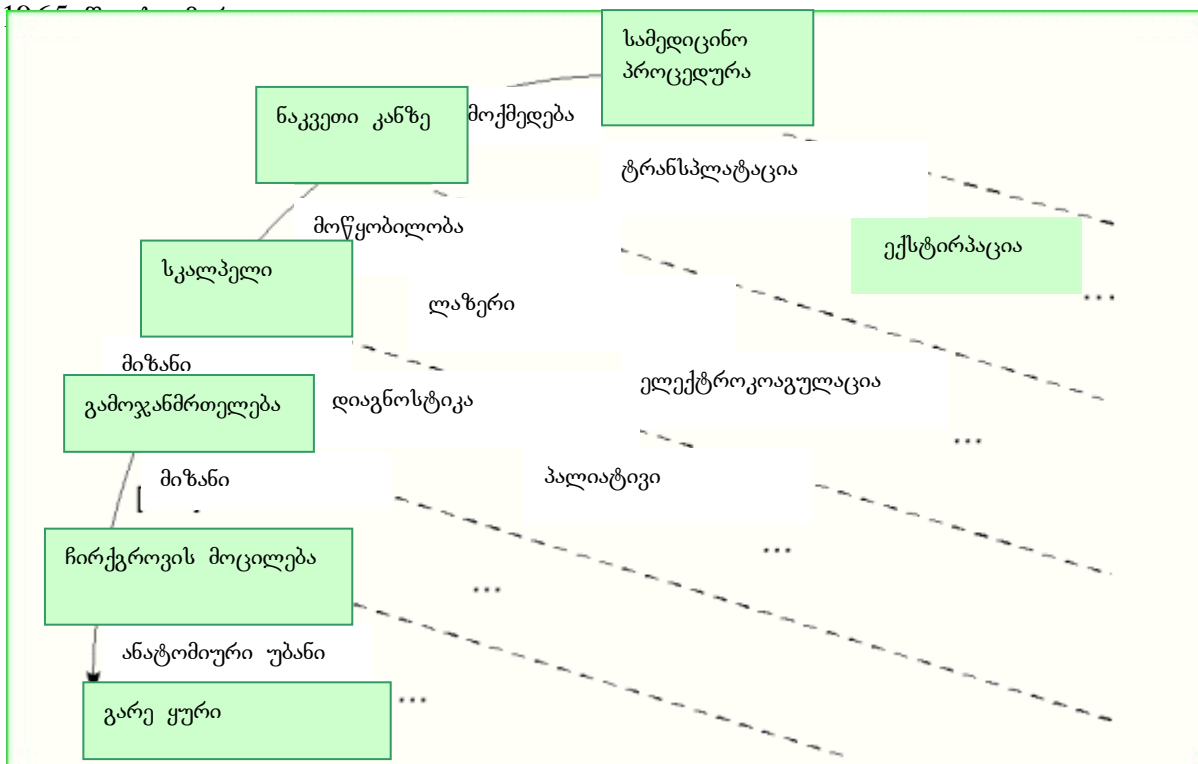 სამედიცინო
პროცედურა
ნაკვეთი კანზე
მოქმედება
ტრანსპლატაცია
მოწყობილობა
ექსტირპაცია
სკალპელი
...
ლაზერი
მიზანი
ელექტროკოაგულაცია
გამოჯანმრთელება
დიაგნოსტიკა
...
მიზანი
პალიატივი
ჩირქგროვის მოცილება
...
...
ანატომიური უბანი
გარე ყური
...